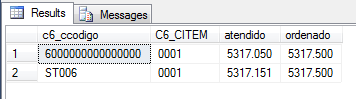 Results Messages
c6_ccodigo C6_CITEM atendido ordenado
1 6000000000000000 0001 5317.050 5317.500
2 ST006 0001 5317.151 5317.500